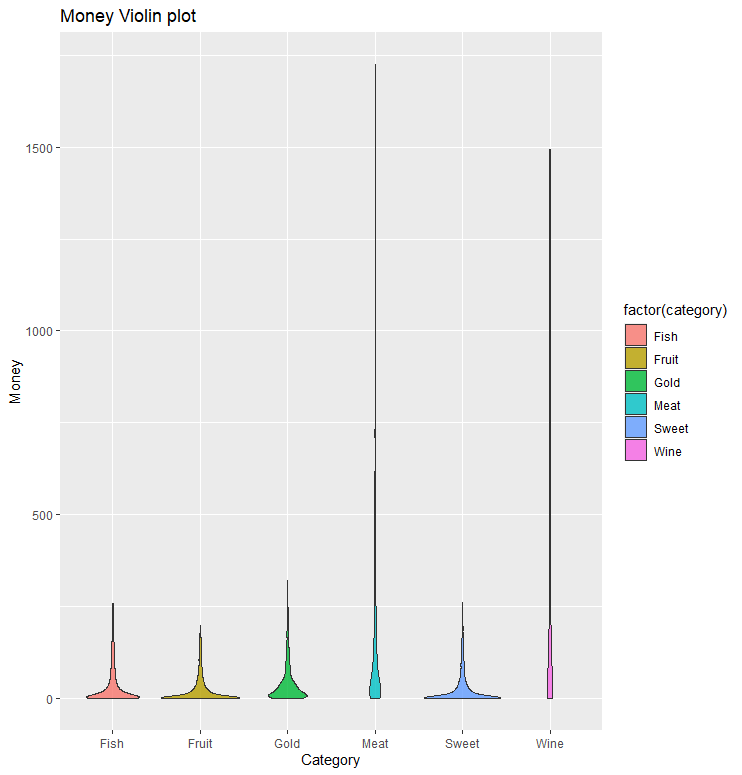 Money Violin plot
Money
1500
1000
500
0
Fish Fruit Gold Meat Sweet Wine
Category
factor(category)
Fish
Fruit
Gold
Meat
Sweet
Wine